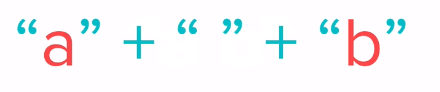 “a” + “ ” + “b”